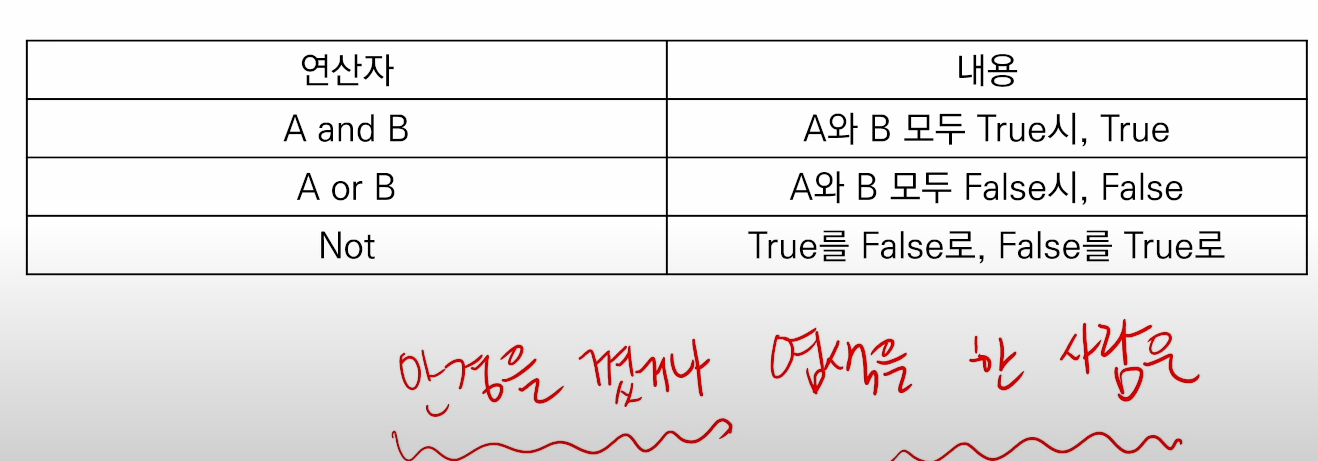 연산자 내용
A and B A와 B 모두 True시, True
A or B A와 B 모두 False시, False
Not True를 False로, False를 True로
안경을 꼈거나 염색을 한 사람은